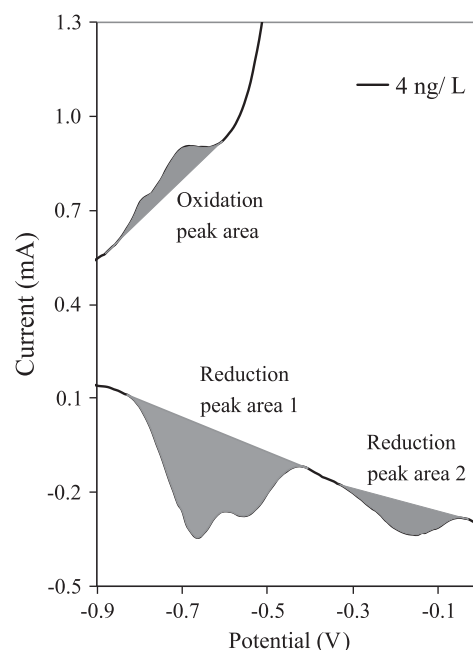 1.3
4 ng/ L
1.0
0.7
Oxidation
peak area
0.4
Current (mA)
0.1
Reduction
peak area 1
Reduction
peak area 2
-0.2
-0.5
-0.9 -0.7 -0.5 -0.3 -0.1
Potential (V)